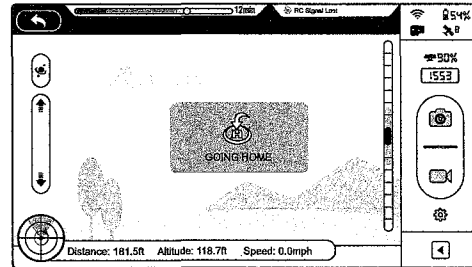 12min
RC Signal Lost
54%
8
90%
1553
H
GOING HOME
Distance: 181.5ft Altitude: 118.7ft Speed: 0.0mph